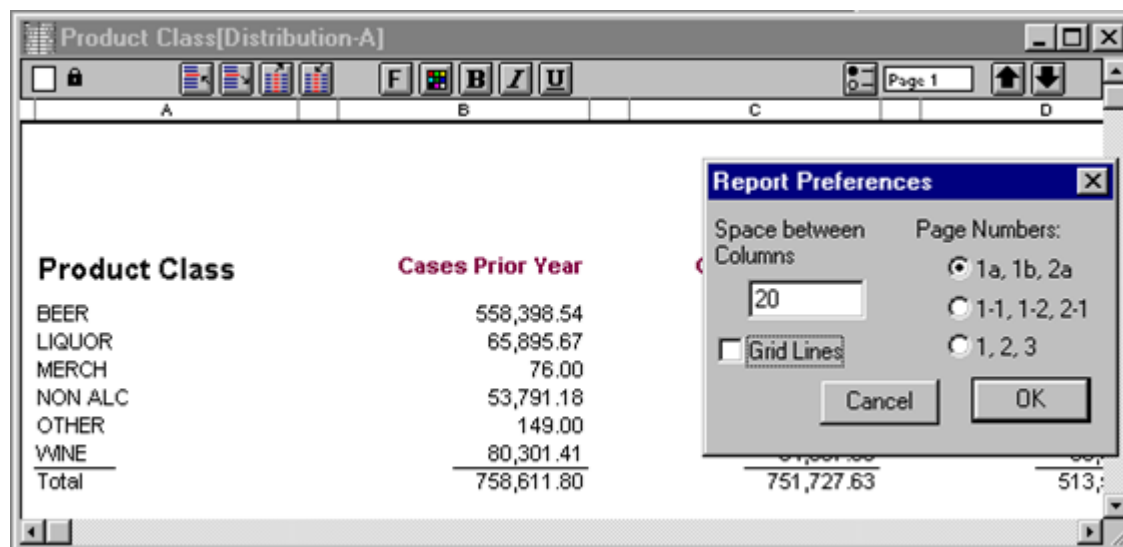 Product Class[Distribution-A]
F B I U Page 1
A B C D
Report Preferences
Space between Columns
20
Grid Lines
Page Numbers:
1a, 1b, 2a
1-1, 1-2, 2-1
1, 2, 3
Cancel OK
Product Class Cases Prior Year
BEER 558,398.54
LIQUOR 65,895.67
MERCH 76.00
NON ALC 53,791.18
OTHER 149.00
WINE 80,301.41
Total 758,611.80 751,727.63 513,